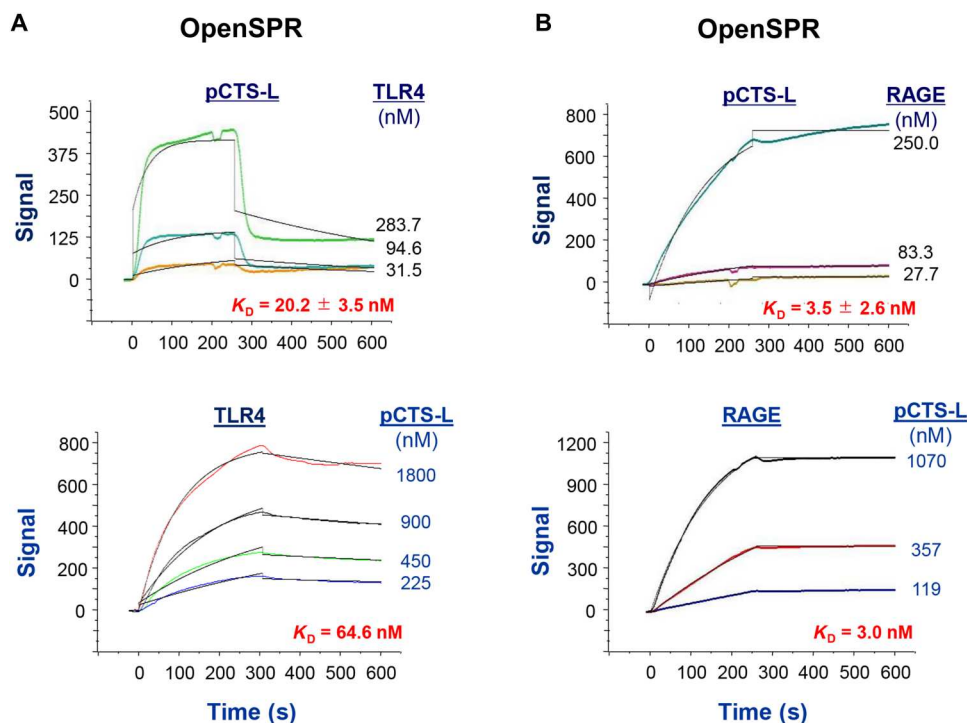 A
OpenSPR
pCTS-L
TLR4
(nM)
Signal
500
375
250
125
0
283.7
94.6
31.5
KD = 20.2 ± 3.5 nM
0 100 200 300 400 500 600
TLR4
pCTS-L
(nM)
Signal
800
600
400
200
0
1800
900
450
225
KD = 64.6 nM
0 100 200 300 400 500 600
Time (s)
B
OpenSPR
pCTS-L
RAGE
(nM)
Signal
800
600
400
200
0
250.0
83.3
27.7
KD = 3.5 ± 2.6 nM
0 100 200 300 400 500 600
RAGE
pCTS-L
(nM)
Signal
1200
1000
800
600
400
200
0
1070
357
119
KD = 3.0 nM
0 100 200 300 400 500 600
Time (s)